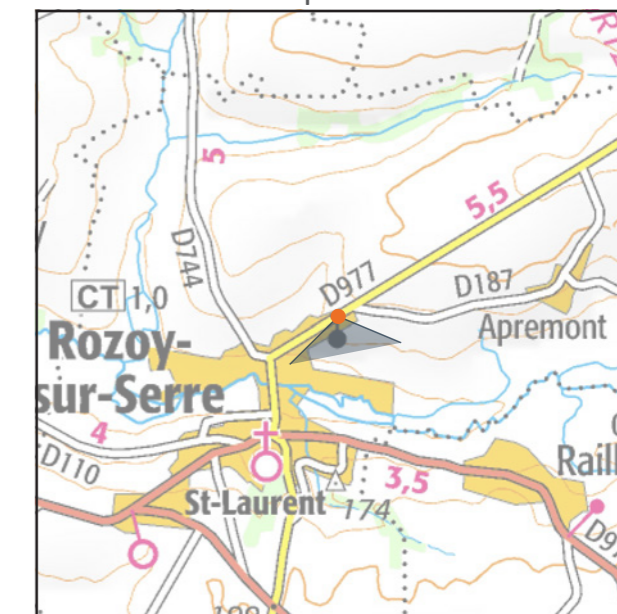 5
5,5
D744
D977
D187
CT 1,0
Apremont
Rozoy-
sur-Serre
4
D110
3,5
St-Laurent
174